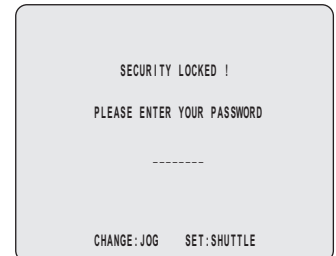 SECURITY LOCKED !
PLEASE ENTER YOUR PASSWORD
--------
CHANGE:JOG SET:SHUTTLE